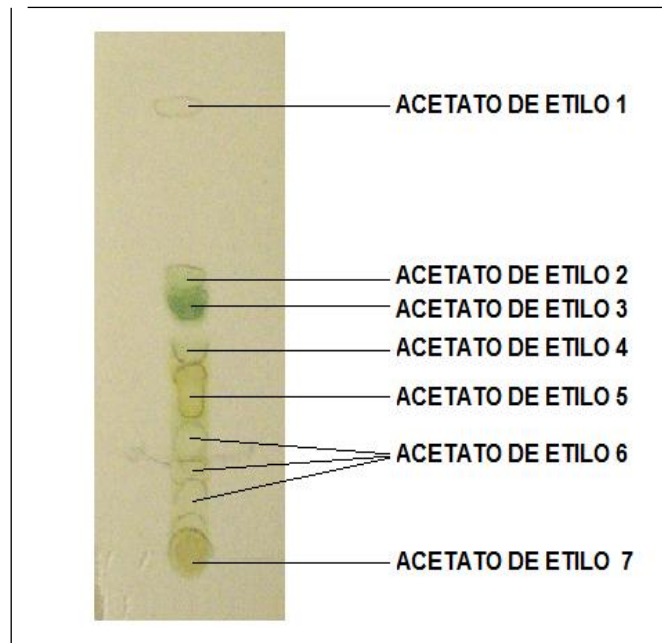 ACETATO DE ETILO 1
ACETATO DE ETILO 2
ACETATO DE ETILO 3
ACETATO DE ETILO 4
ACETATO DE ETILO 5
ACETATO DE ETILO 6
ACETATO DE ETILO 7